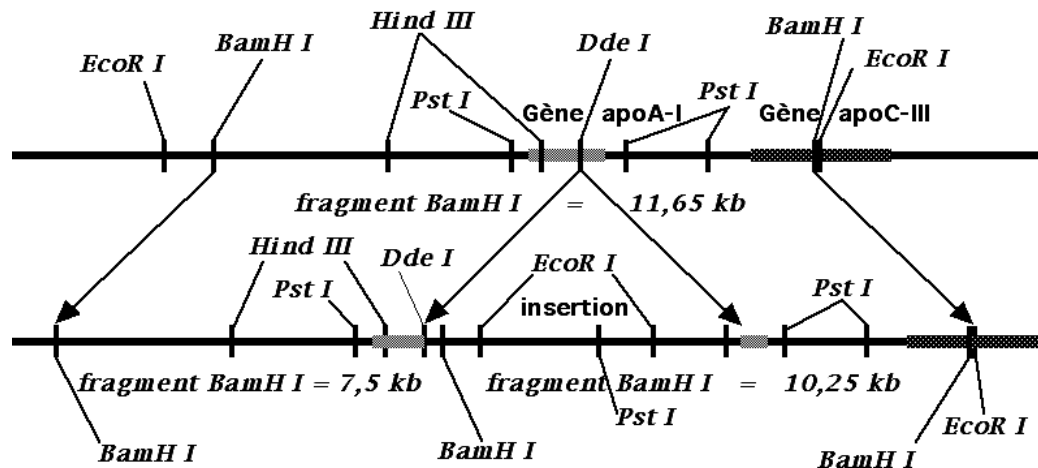 EcoR I
BamH I
Hind III
Pst I
Dde I
Gène apoA-I
Pst I
BamH I
EcoR I
Gène apoC-III
fragment BamH I = 11,65 kb
Hind III
Pst I
Dde I
EcoR I
insertion
Pst I
fragment BamH I = 7,5 kb
fragment BamH I = 10,25 kb
BamH I
BamH I
Pst I
BamH I
EcoR I